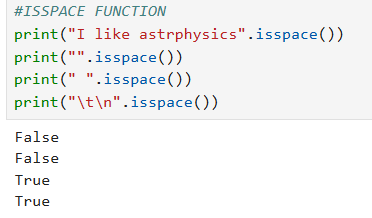 #ISSPACE FUNCTION
print("I like astrphysics".isspace())
print("".isspace())
print(" ".isspace())
print("\t\n".isspace())
False
False
True
True